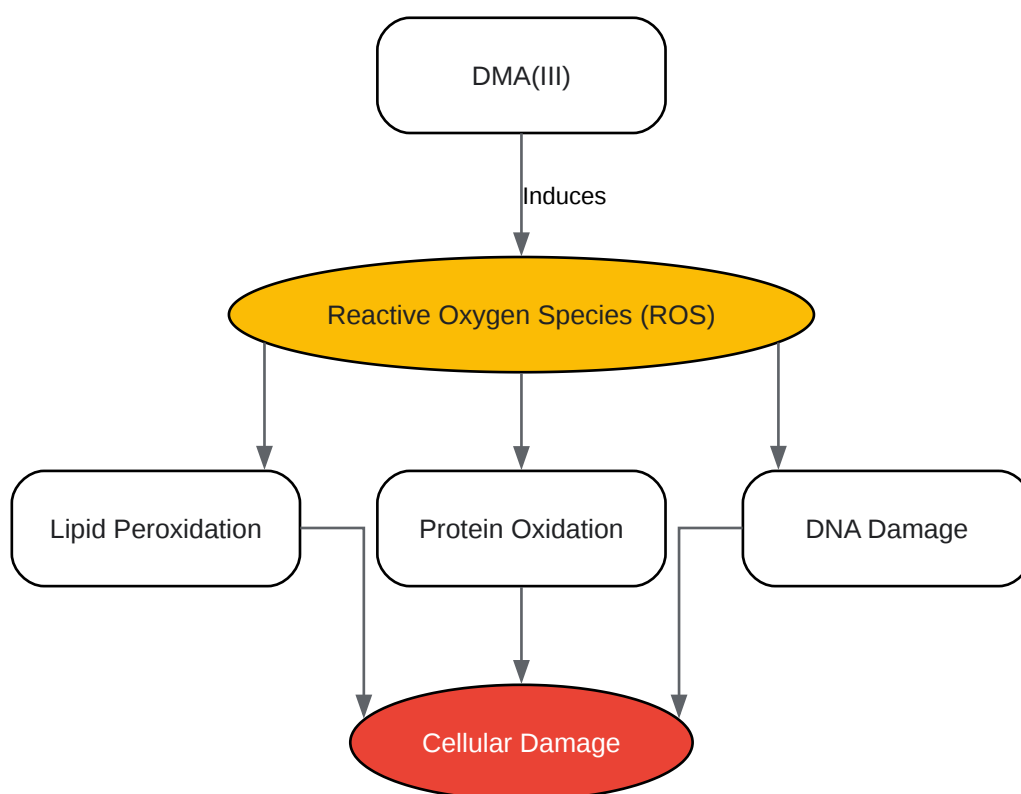 DMA(III)
Induces
Reactive Oxygen Species (ROS)
Lipid Peroxidation
Protein Oxidation
DNA Damage
Cellular Damage